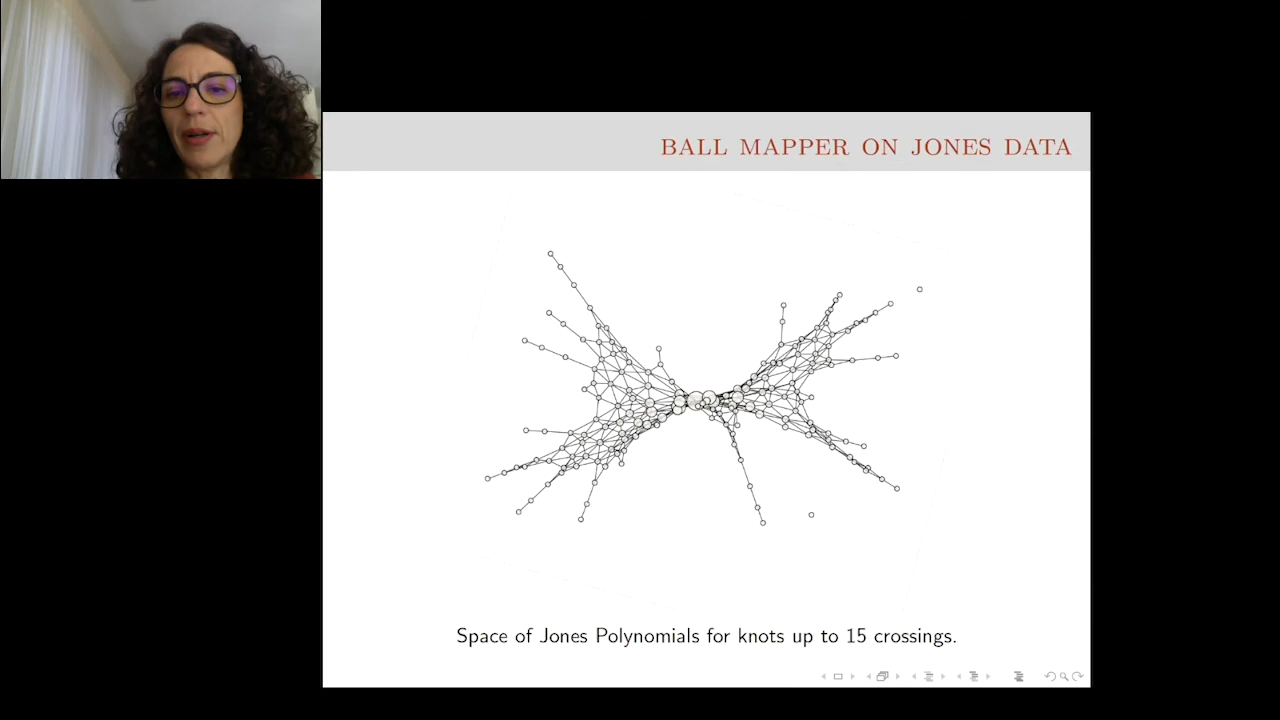 BALL MAPPER ON JONES DATA
Space of Jones Polynomials for knots up to 15 crossings.